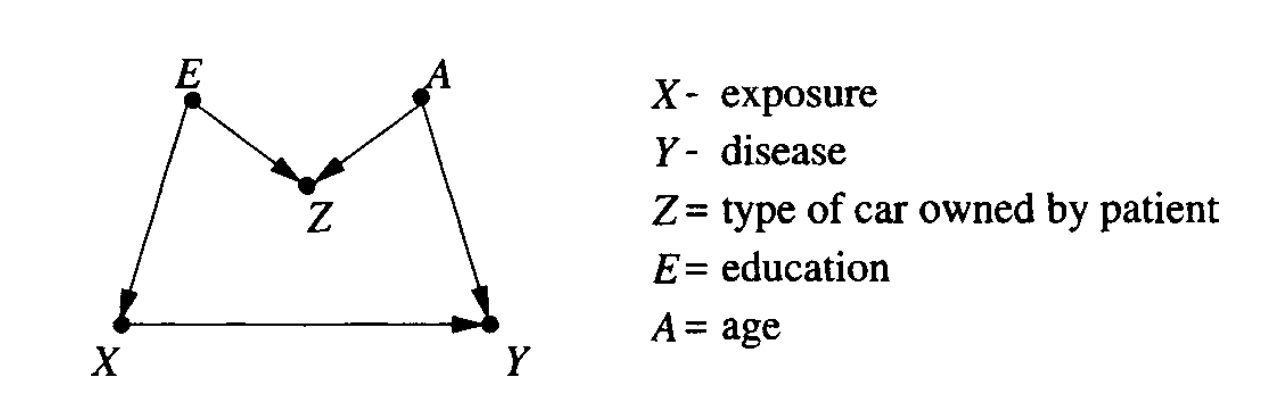 E
A
Z
X
Y
X - exposure
Y - disease
Z = type of car owned by patient
E = education
A = age